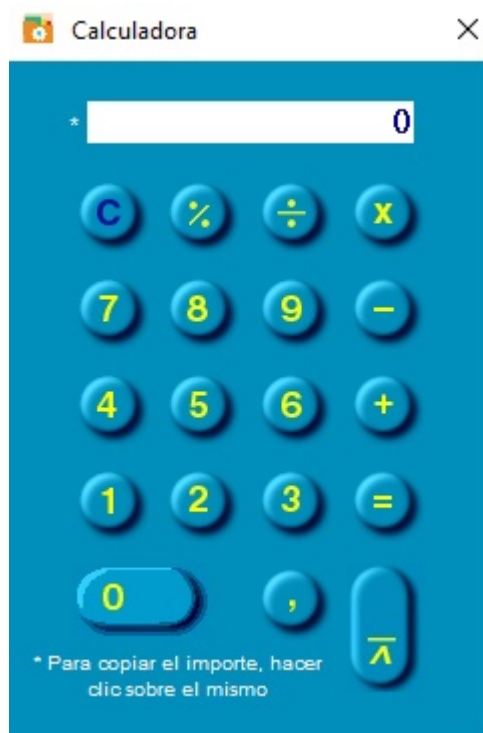 Calculadora
* 0
C % ÷ x
7 8 9 -
4 5 6 +
1 2 3 =
0 ,
* Para copiar el importe, hacer
clic sobre el mismo